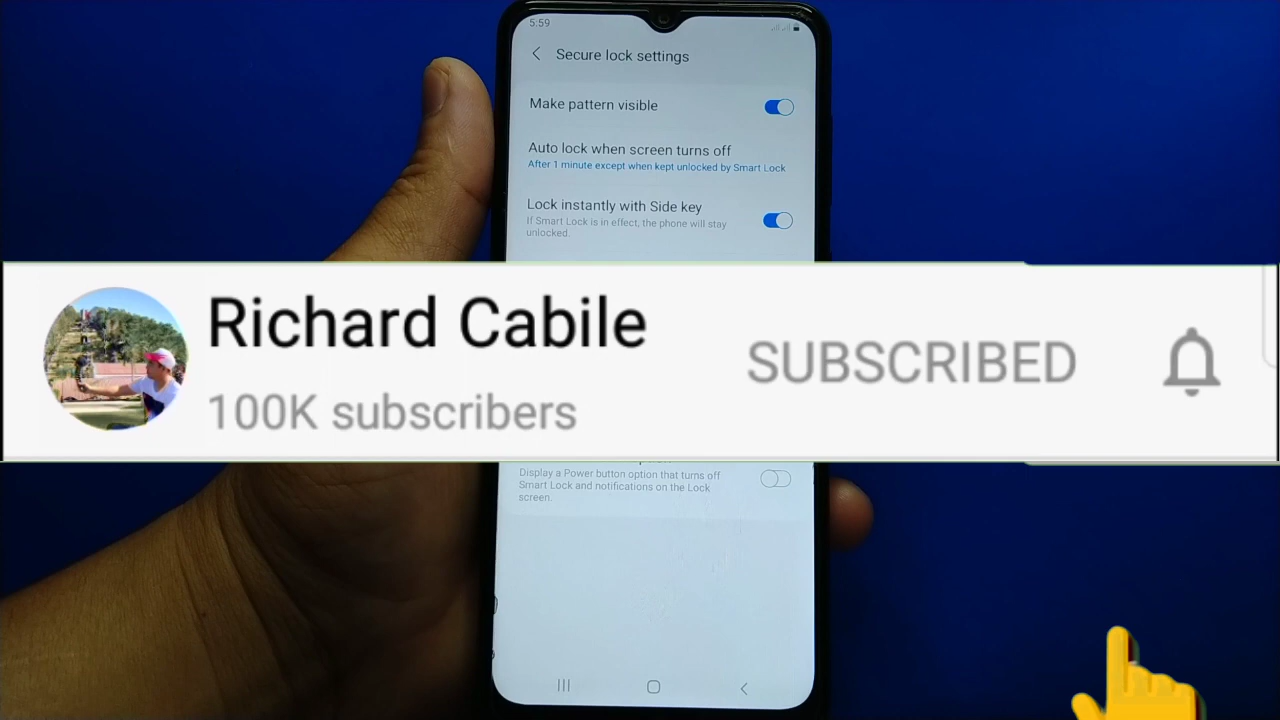 5:59
Secure lock settings
Make pattern visible
Auto lock when screen turns off
After 1 minute except when kept unlocked by Smart Lock
Lock instantly with Side key
If Smart Lock is in effect, the phone will stay
unlocked.
Richard Cabile
100K subscribers
SUBSCRIBED
Display a Power button option that turns off
Smart Lock and notifications on the Lock
screen.